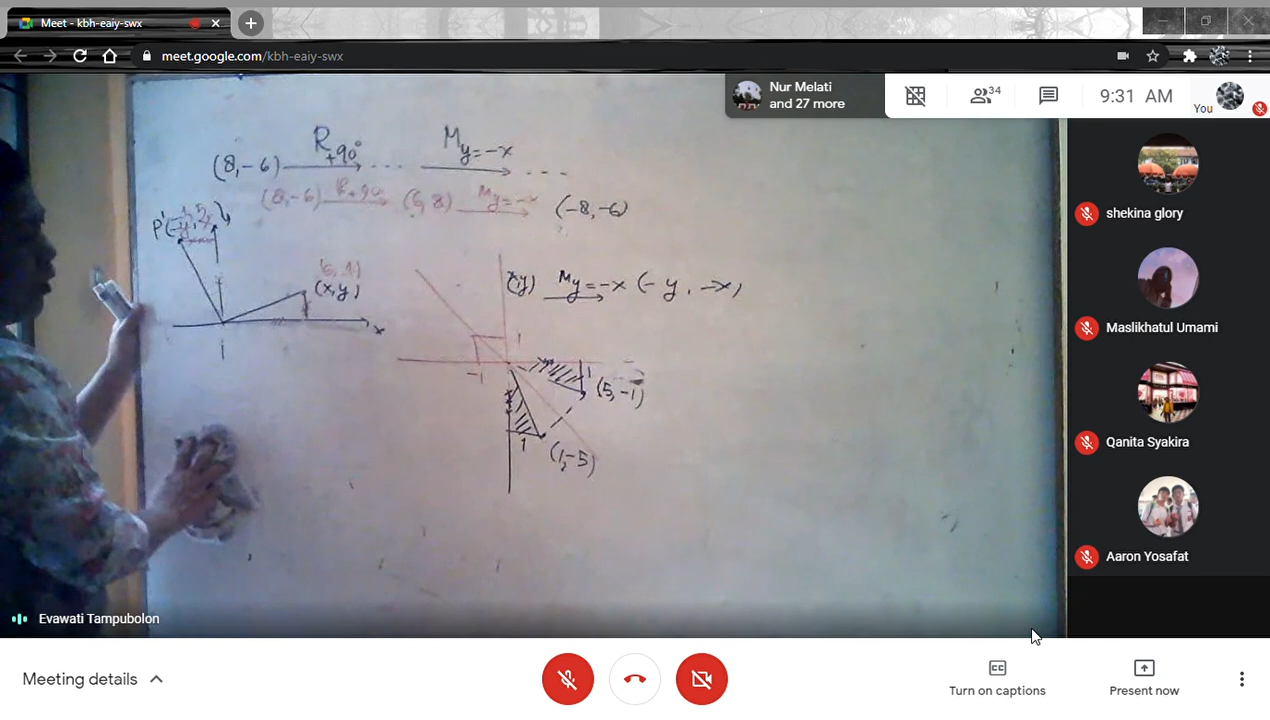 Meet - kbh-eaiy-swx
meet.google.com/kbh-eaiy-swx
Nur Melati
and 27 more
34
9:31 AM
You
(8,-6) R+90° ... My=-x ...
(8,-6) R+90° (6, 8) My=-x (-8,-6)
(x,y)
x
(x,y) My=-x (-y, -x)
1
-1
1
(5,-1)
1
(1,-5)
shekina glory
Maslikhatul Umami
Qanita Syakira
Aaron Yosafat
Evawati Tampubolon
Meeting details
Turn on captions
Present now